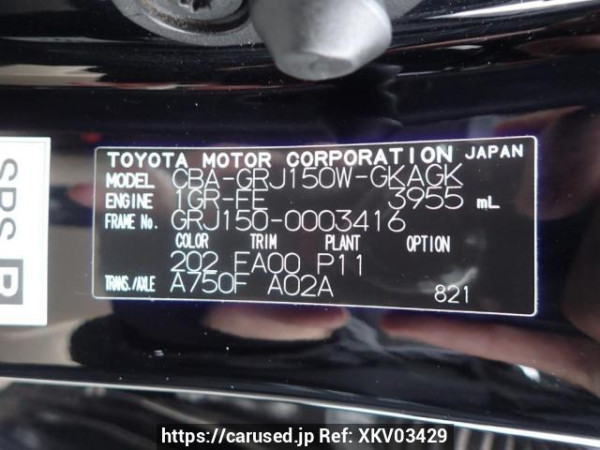 TOYOTA MOTOR CORPORATION JAPAN
MODEL CBA-GRJ150W-GKAGK
ENGINE 1GR-FE 3955 mL
FRAME No. GRJ150-0003416
COLOR TRIM PLANT OPTION
202 FA00 P11
TRANS./AXLE A750F A02A 821
SRS R
https://carused.jp Ref: XKV03429